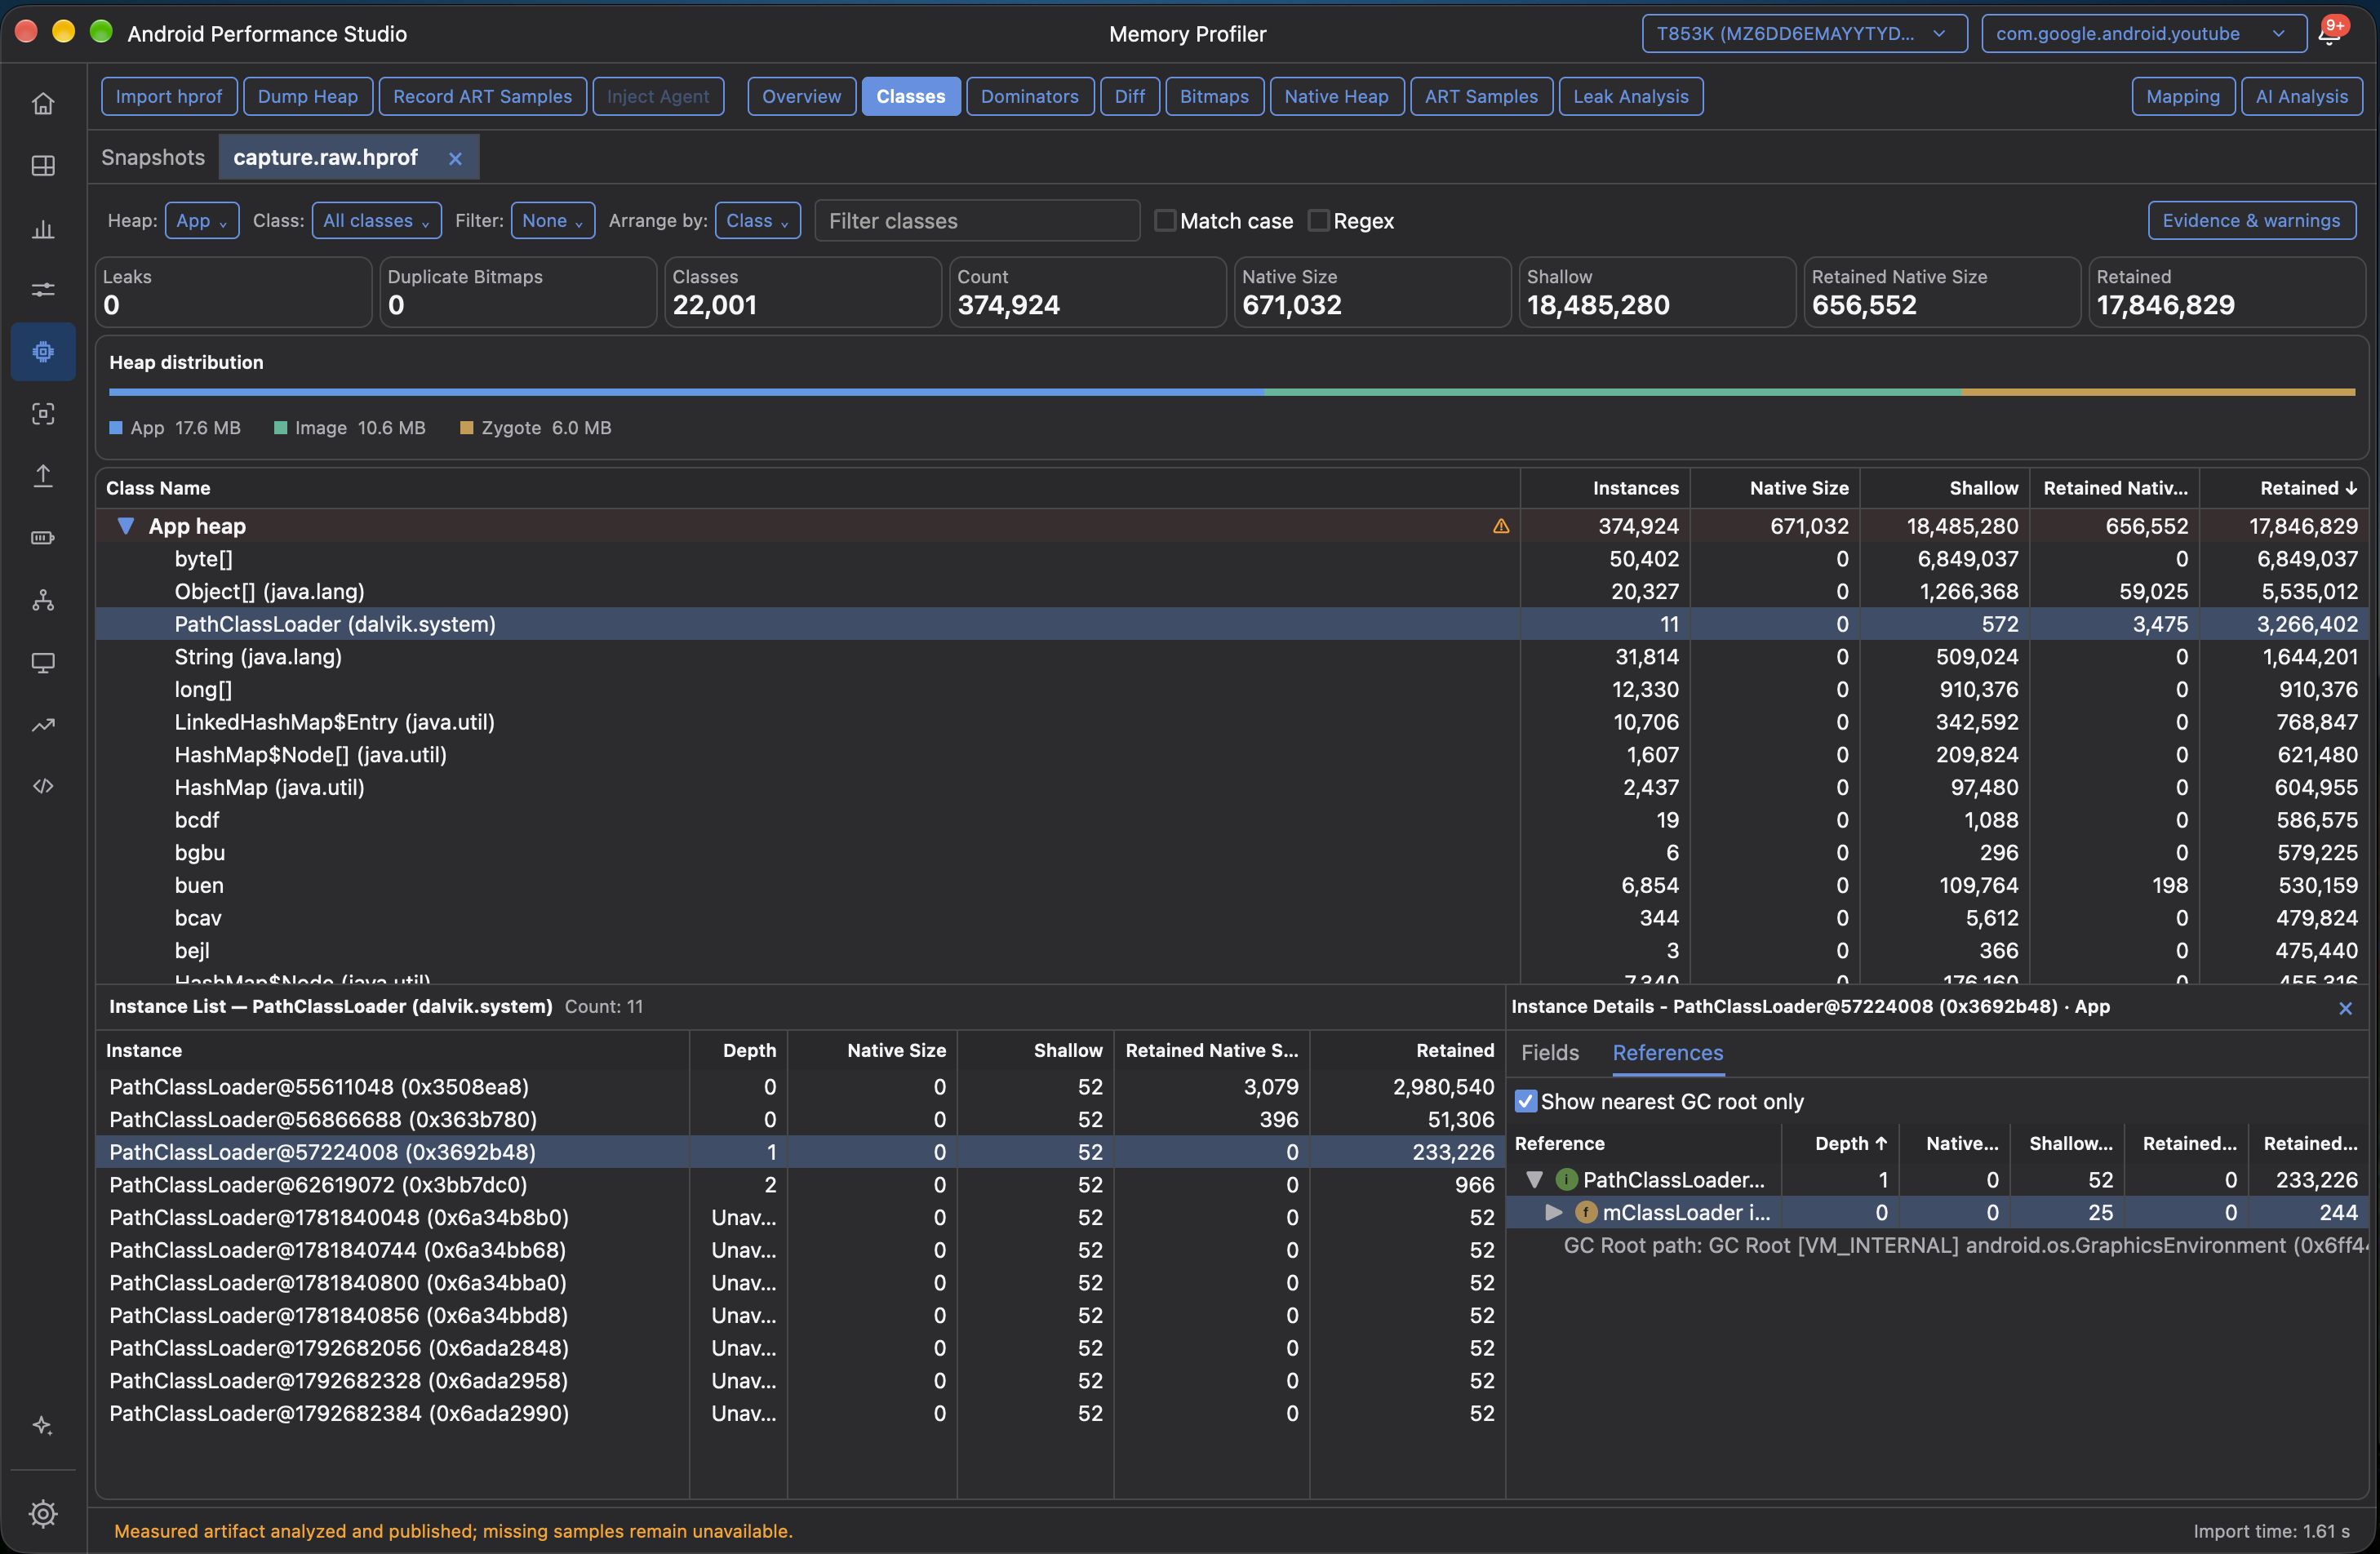 Android Performance Studio
Memory Profiler
T853K (MZ6DD6EMAYYTYD...
com.google.android.youtube
9+
Import hprof
Dump Heap
Record ART Samples
Inject Agent
Overview
Classes
Dominators
Diff
Bitmaps
Native Heap
ART Samples
Leak Analysis
Mapping
AI Analysis
Snapshots
capture.raw.hprof
Heap: App
Class: All classes
Filter: None
Arrange by: Class
Filter classes
Match case
Regex
Evidence & warnings
Leaks
0
Duplicate Bitmaps
0
Classes
22,001
Count
374,924
Native Size
671,032
Shallow
18,485,280
Retained Native Size
656,552
Retained
17,846,829
Heap distribution
App 17.6 MB
Image 10.6 MB
Zygote 6.0 MB
Class Name Instances Native Size Shallow Retained Nativ... Retained ↓
App heap 374,924 671,032 18,485,280 656,552 17,846,829
byte[] 50,402 0 6,849,037 0 6,849,037
Object[] (java.lang) 20,327 0 1,266,368 59,025 5,535,012
PathClassLoader (dalvik.system) 11 0 572 3,475 3,266,402
String (java.lang) 31,814 0 509,024 0 1,644,201
long[] 12,330 0 910,376 0 910,376
LinkedHashMap$Entry (java.util) 10,706 0 342,592 0 768,847
HashMap$Node[] (java.util) 1,607 0 209,824 0 621,480
HashMap (java.util) 2,437 0 97,480 0 604,955
bcdf 19 0 1,088 0 586,575
bgbu 6 0 296 0 579,225
buen 6,854 0 109,764 198 530,159
bcav 344 0 5,612 0 479,824
bejl 3 0 366 0 475,440
HashMap$Node (java.util) 7,340 0 176,160 0 455,316
Instance List — PathClassLoader (dalvik.system) Count: 11
Instance Depth Native Size Shallow Retained Native S... Retained
PathClassLoader@55611048 (0x3508ea8) 0 0 52 3,079 2,980,540
PathClassLoader@56866688 (0x363b780) 0 0 52 396 51,306
PathClassLoader@57224008 (0x3692b48) 1 0 52 0 233,226
PathClassLoader@62619072 (0x3bb7dc0) 2 0 52 0 966
PathClassLoader@1781840048 (0x6a34b8b0) Unav... 0 52 0 52
PathClassLoader@1781840744 (0x6a34bb68) Unav... 0 52 0 52
PathClassLoader@1781840800 (0x6a34bba0) Unav... 0 52 0 52
PathClassLoader@1781840856 (0x6a34bbd8) Unav... 0 52 0 52
PathClassLoader@1792682056 (0x6ada2848) Unav... 0 52 0 52
PathClassLoader@1792682328 (0x6ada2958) Unav... 0 52 0 52
PathClassLoader@1792682384 (0x6ada2990) Unav... 0 52 0 52
Instance Details - PathClassLoader@57224008 (0x3692b48) · App
Fields
References
Show nearest GC root only
Reference Depth ↑ Native... Shallow... Retained... Retained...
i PathClassLoader... 1 0 52 0 233,226
f mClassLoader i... 0 0 25 0 244
GC Root path: GC Root [VM_INTERNAL] android.os.GraphicsEnvironment (0x6ff4
Measured artifact analyzed and published; missing samples remain unavailable.
Import time: 1.61 s